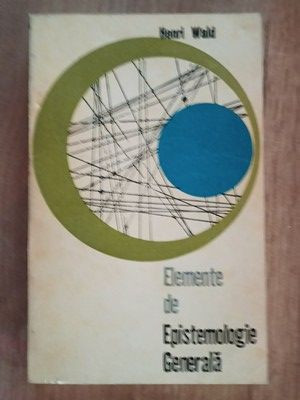 Henri Wald
Elemente
de
Epistemologie
Generală